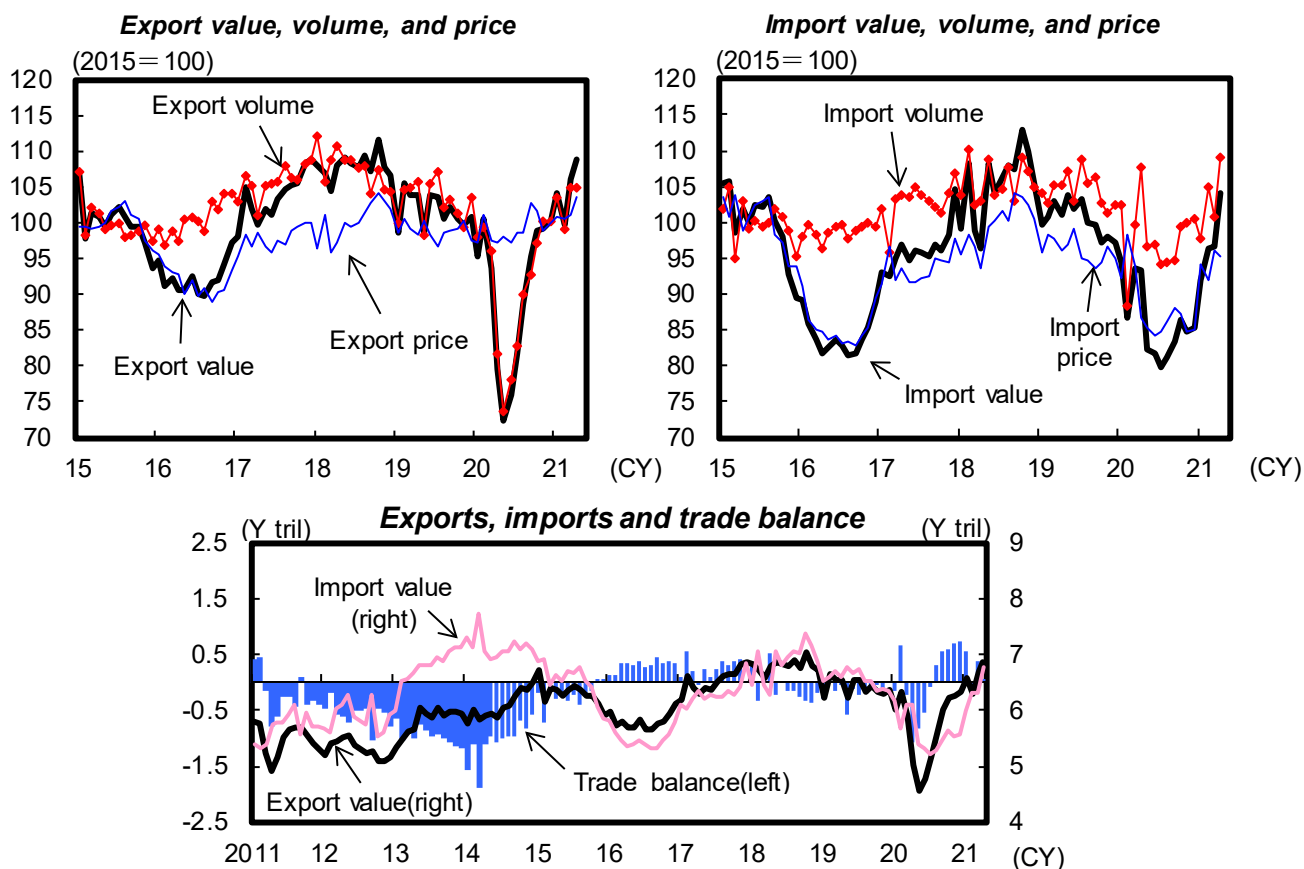 Export value, volume, and price
(2015＝100)
120
115
110
105
100
95
90
85
80
75
70
Export volume
Export price
Export value
15 16 17 18 19 20 21 (CY)
Import value, volume, and price
(2015＝100)
120
115
110
105
100
95
90
85
80
75
70
Import volume
Import
price
Import value
15 16 17 18 19 20 21 (CY)
Exports, imports and trade balance
(Y tril)
(Y tril)
2.5
1.5
0.5
-0.5
-1.5
-2.5
9
8
7
6
5
4
Import value
(right)
Trade balance(left)
Export value(right)
2011 12 13 14 15 16 17 18 19 20 21 (CY)